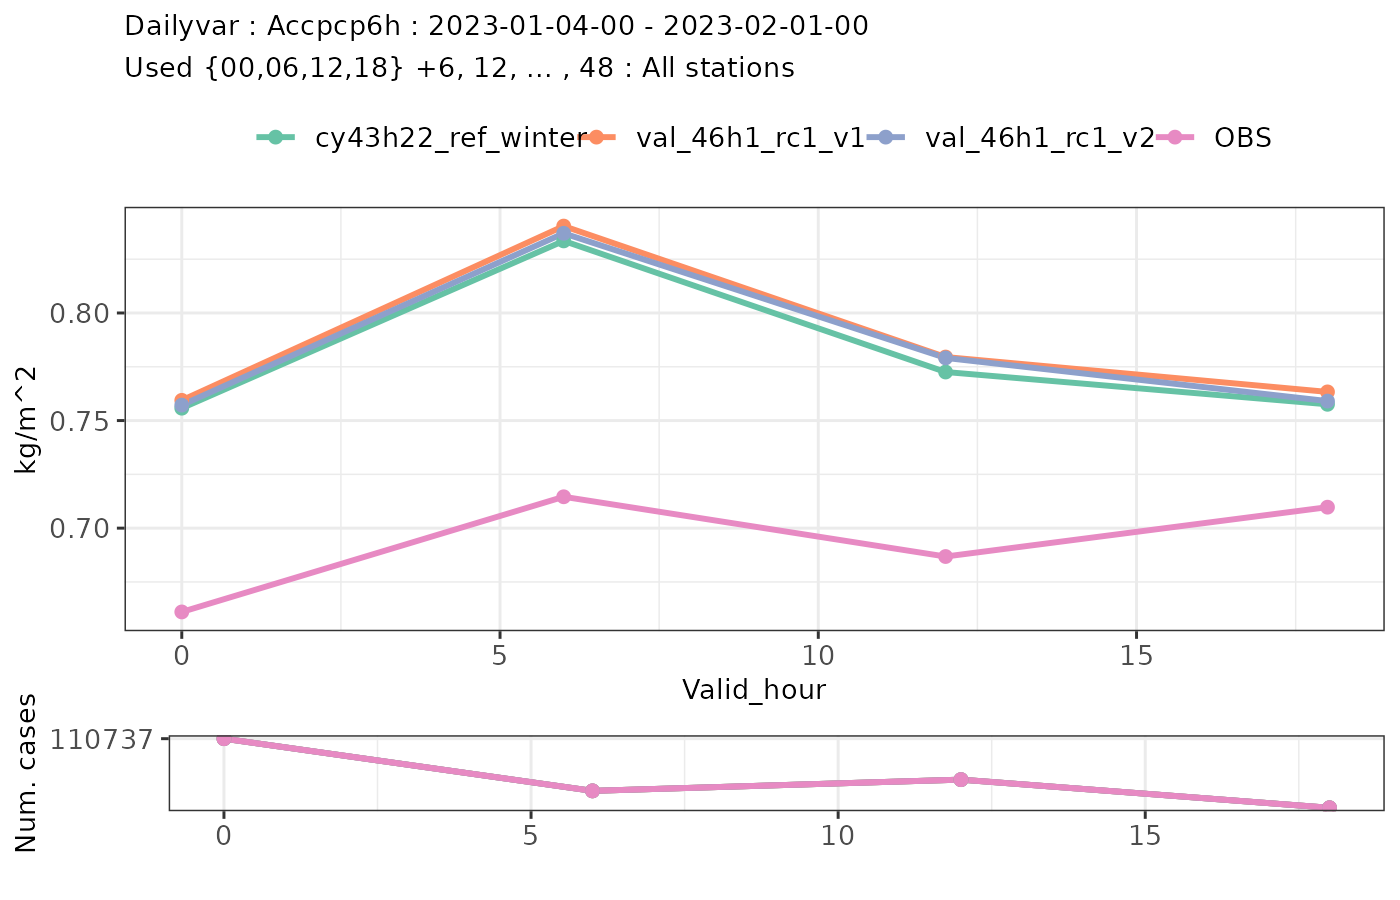 Dailyvar : Accpcp6h : 2023-01-04-00 - 2023-02-01-00
Used {00,06,12,18} +6, 12, ... , 48 : All stations
cy43h22_ref_winter val_46h1_rc1_v1 val_46h1_rc1_v2 OBS
kg/m^2
0.80
0.75
0.70
0 5 10 15
Valid_hour
Num. cases
110737
0 5 10 15